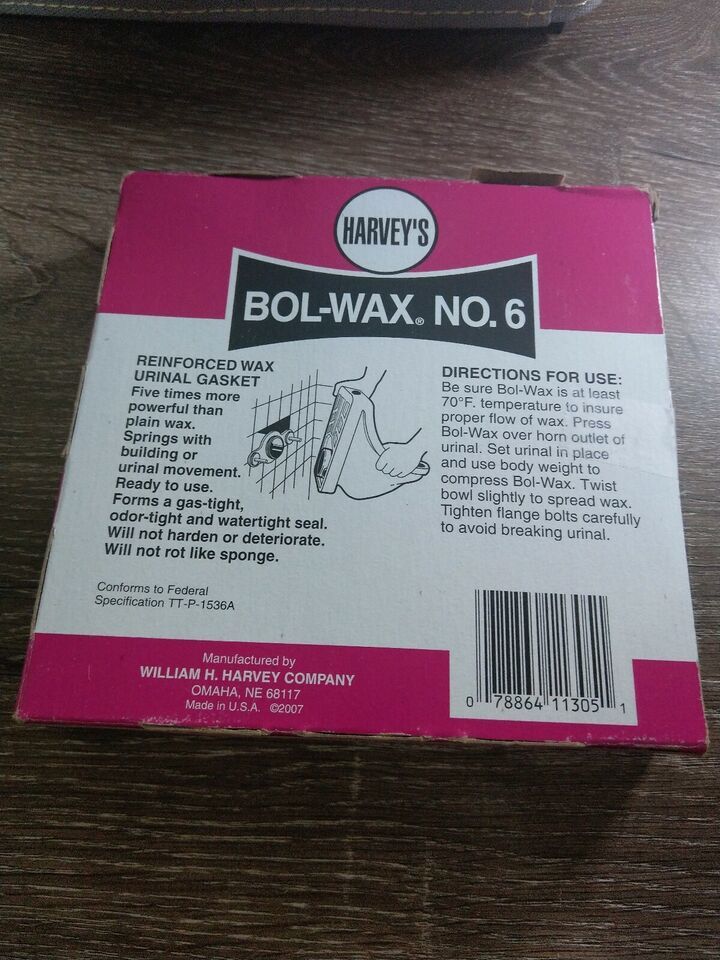 HARVEY'S
BOL-WAX® NO. 6
REINFORCED WAX
URINAL GASKET
Five times more
powerful than
plain wax.
Springs with
building or
urinal movement.
Ready to use.
Forms a gas-tight,
odor-tight and watertight seal.
Will not harden or deteriorate.
Will not rot like sponge.
Conforms to Federal
Specification TT-P-1536A
DIRECTIONS FOR USE:
Be sure Bol-Wax is at least
70°F. temperature to insure
proper flow of wax. Press
Bol-Wax over horn outlet of
urinal. Set urinal in place
and use body weight to
compress Bol-Wax. Twist
bowl slightly to spread wax.
Tighten flange bolts carefully
to avoid breaking urinal.
Manufactured by
WILLIAM H. HARVEY COMPANY
OMAHA, NE 68117
Made in U.S.A. ©2007
0 78864 11305 1